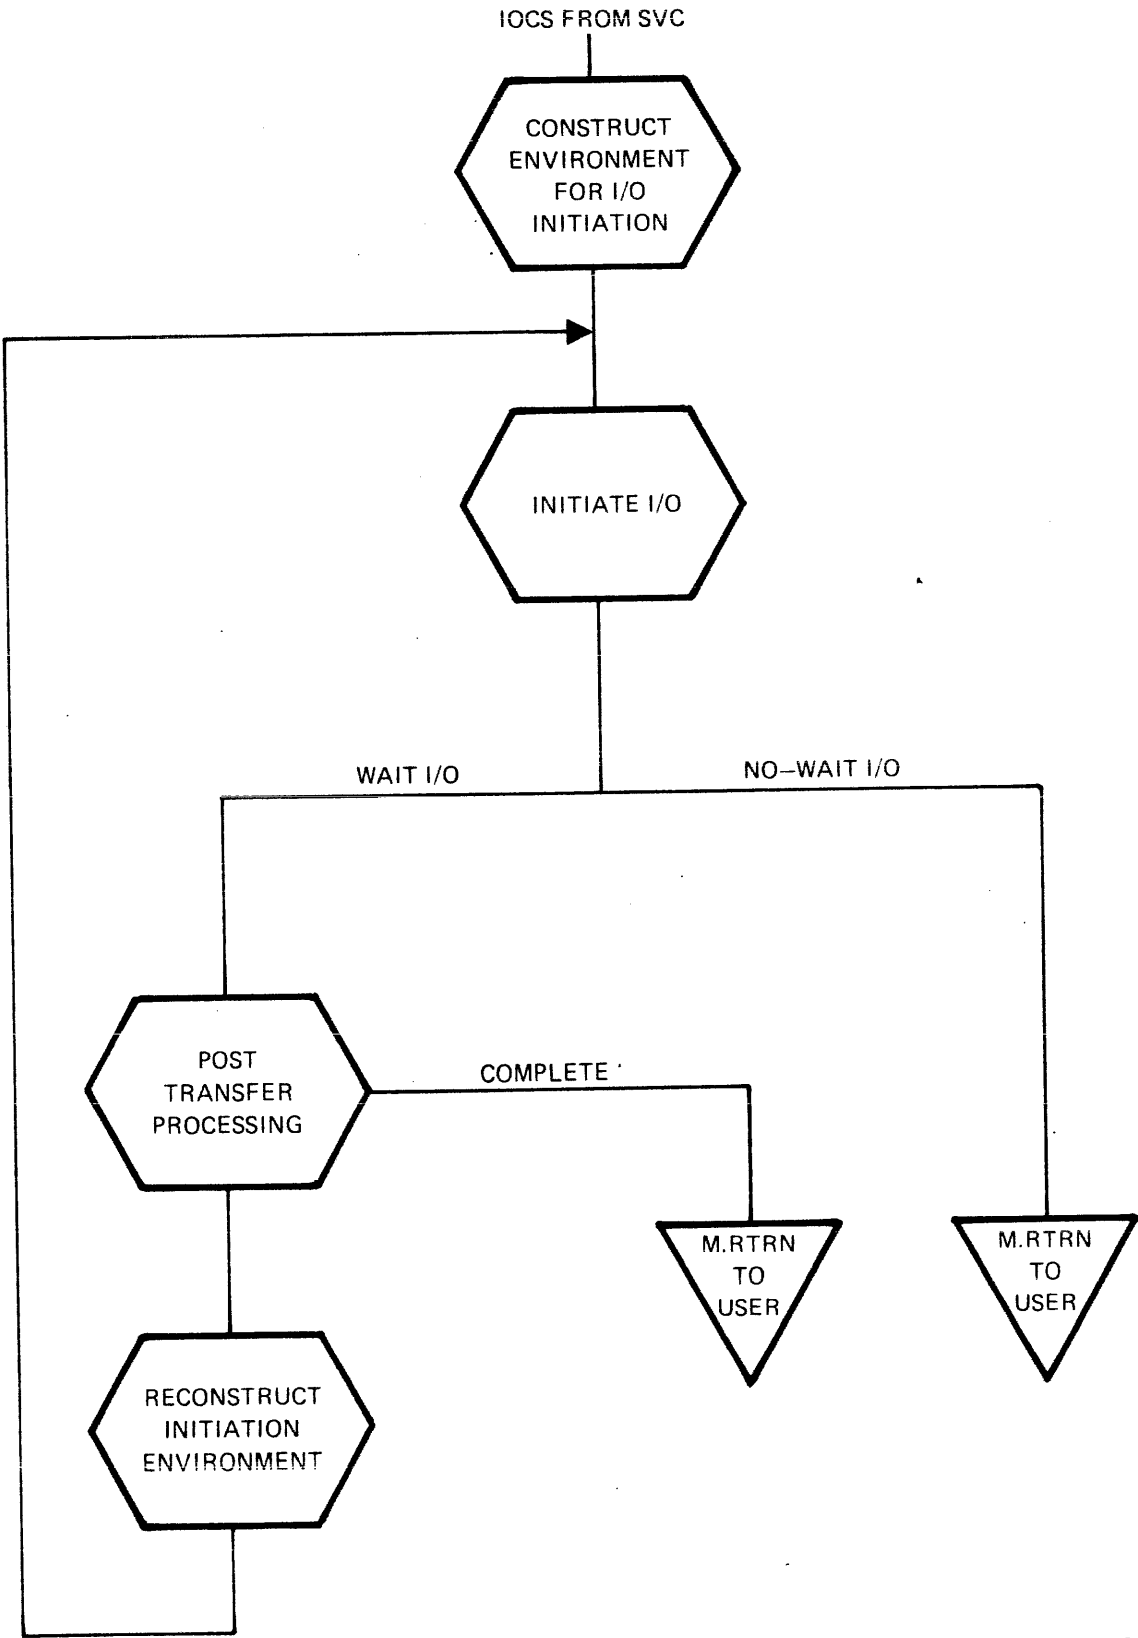 IOCS FROM SVC
CONSTRUCT
ENVIRONMENT
FOR I/O
INITIATION
INITIATE I/O
WAIT I/O
NO–WAIT I/O
POST
TRANSFER
PROCESSING
COMPLETE
M.RTRN
TO
USER
M.RTRN
TO
USER
RECONSTRUCT
INITIATION
ENVIRONMENT